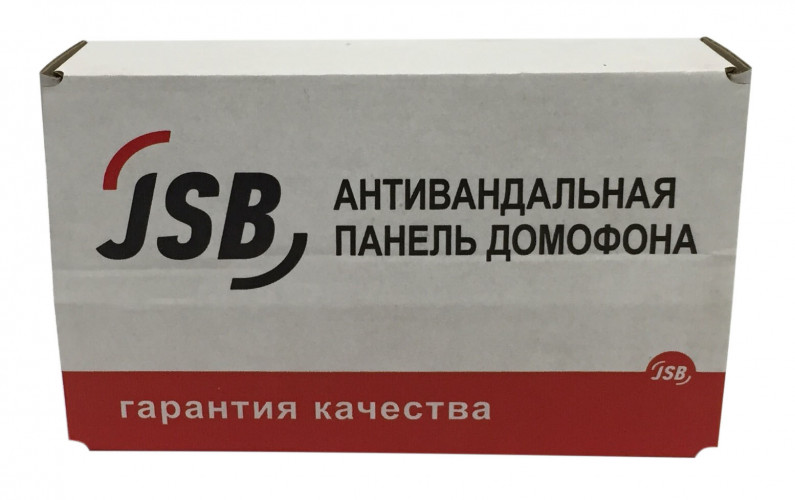 JSB
АНТИВАНДАЛЬНАЯ
ПАНЕЛЬ ДОМОФОНА
JSB
гарантия качества